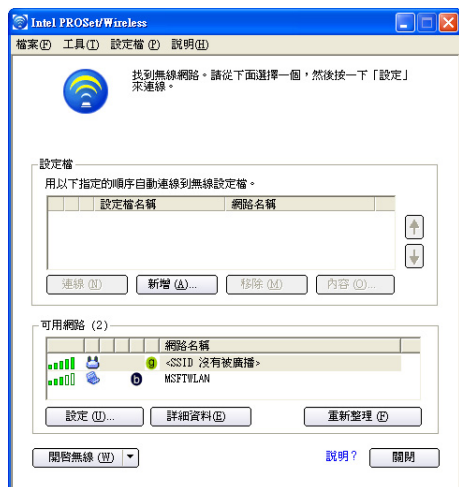 Intel PROSet/Wireless
檔案(F) 工具(T) 設定檔(P) 說明(H)
找到無線網路。請從下面選擇一個，然後按一下「設定」
來連線。
設定檔
用以下指定的順序自動連線到無線設定檔。
設定檔名稱 網路名稱
連線(N) 新增(A)... 移除(M) 內容(O)...
可用網路 (2)
網路名稱
g <SSID 沒有被廣播>
b MSFTWLAN
設定(U)... 詳細資料(E) 重新整理(F)
開啟無線(W) 說明? 關閉